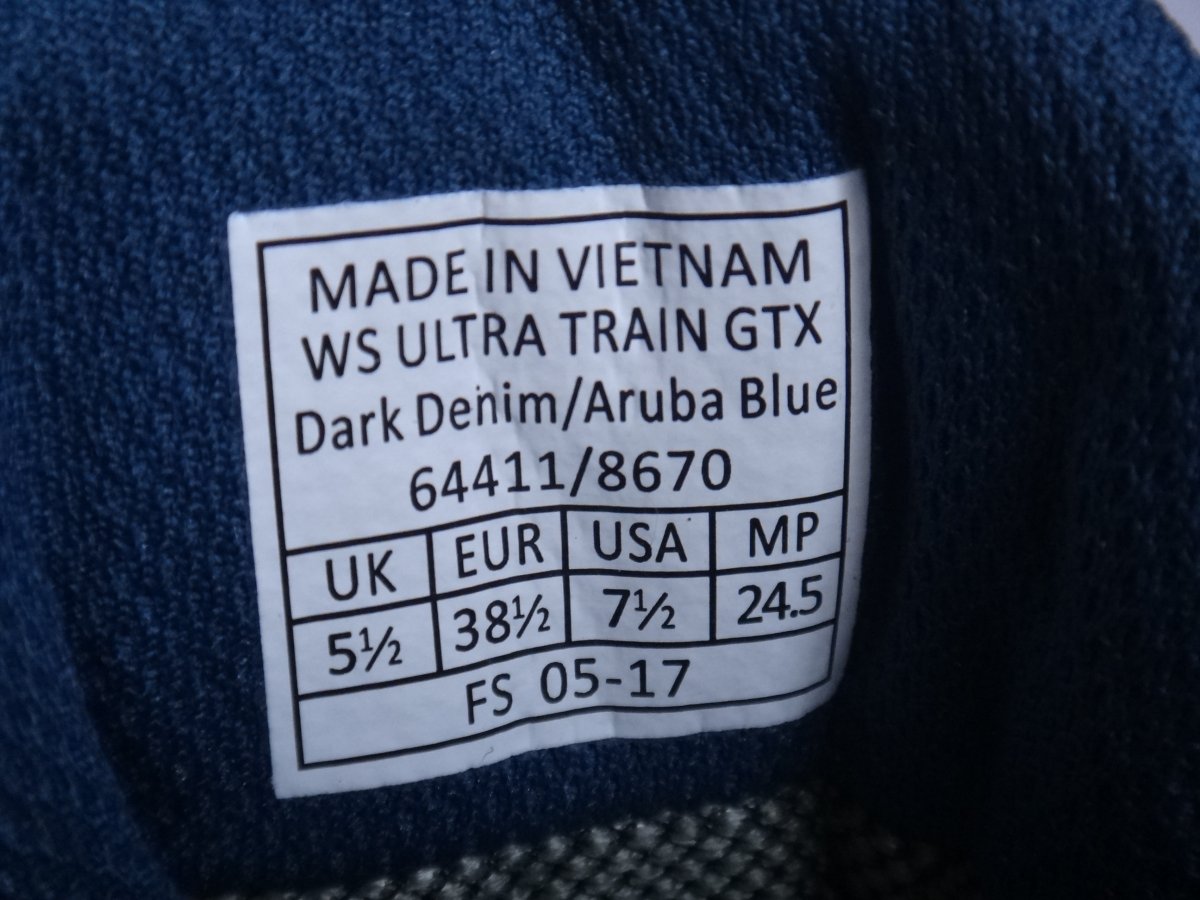 MADE IN VIETNAM
WS ULTRA TRAIN GTX
Dark Denim/Aruba Blue
64411/8670
UK EUR USA MP
5½ 38½ 7½ 24.5
FS 05-17